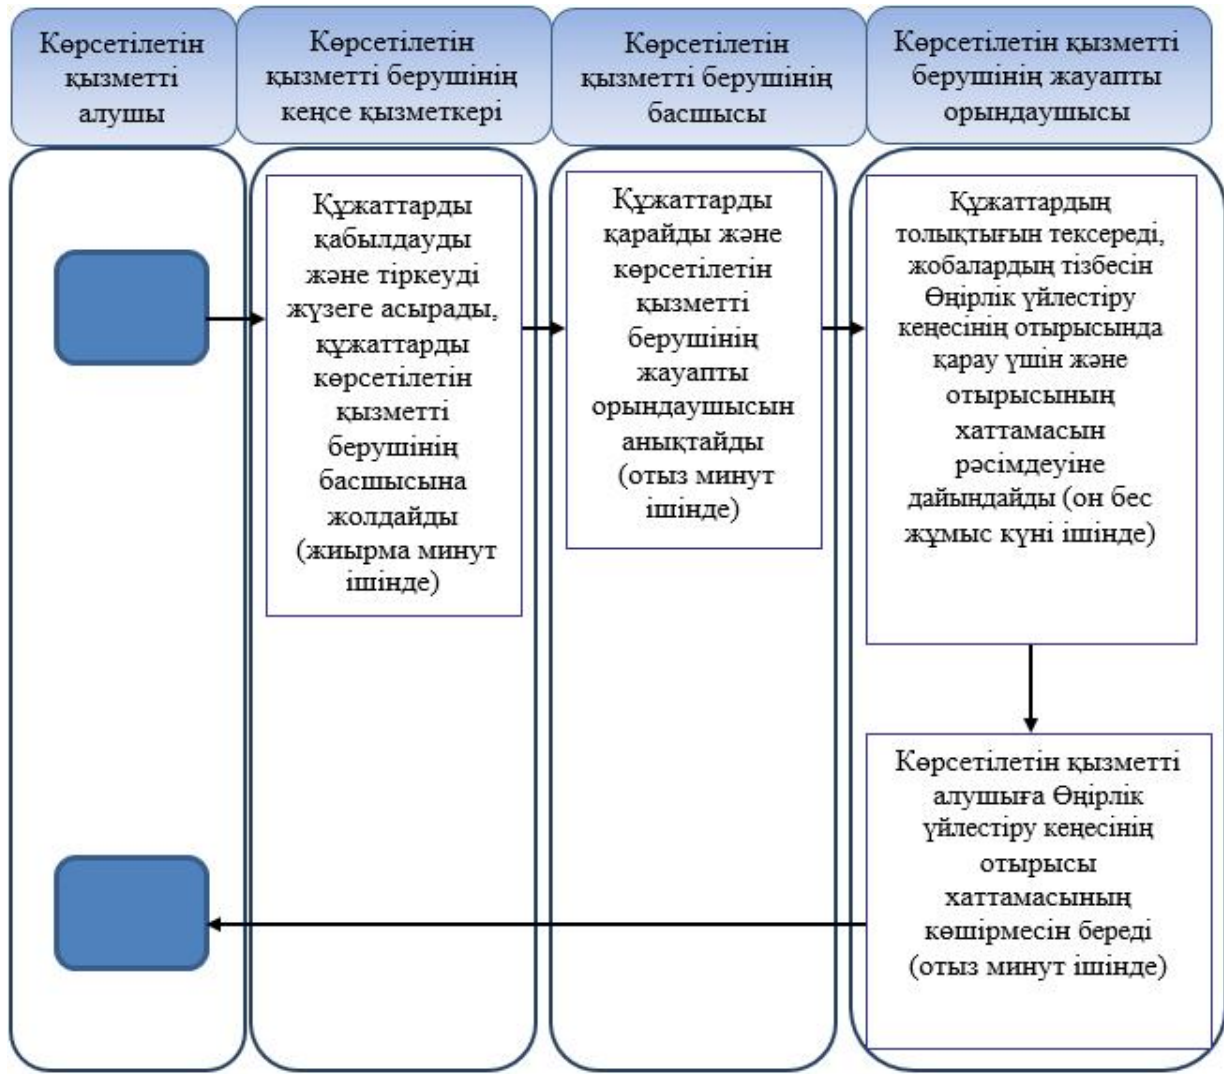 Көрсетілетін
қызметті
алушы
Көрсетілетін
қызметті берушінің
кеңсе қызметкері
Көрсетілетін
қызметті берушінің
басшысы
Көрсетілетін қызметті
берушінің жауапты
орындаушысы
Құжаттарды
қабылдауды
және тіркеуді
жүзеге асырады,
құжаттарды
көрсетілетін
қызметті
берушінің
басшысына
жолдайды
(жиырма минут
ішінде)
Құжаттарды
қарайды және
көрсетілетін
қызметті
берушінің
жауапты
орындаушысын
анықтайды
(отыз минут
ішінде)
Құжаттардың
толықтығын тексереді,
жобалардың тізбесін
Өңірлік үйлестіру
кеңесінің отырысында
қарау үшін және
отырысының
хаттамасын
рәсімдеуіне
дайындайды (он бес
жұмыс күні ішінде)
Көрсетілетін қызметті
алушыға Өңірлік
үйлестіру кеңесінің
отырысы
хаттамасының
көшірмесін береді
(отыз минут ішінде)